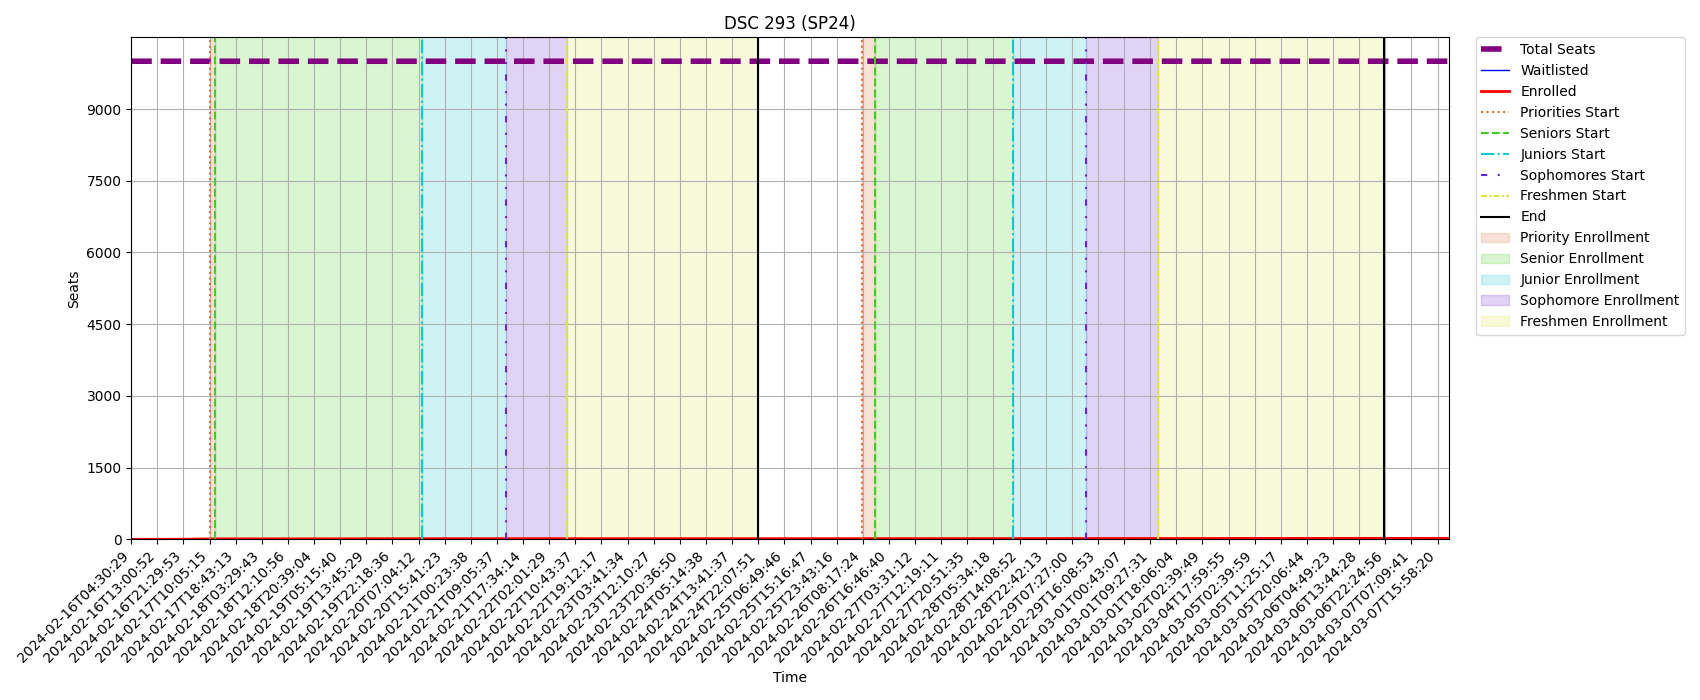 DSC 293 (SP24)
Seats
9000
7500
6000
4500
3000
1500
0
2024-02-16T04:30:29
2024-02-16T13:00:52
2024-02-16T21:29:53
2024-02-17T10:05:15
2024-02-17T18:43:13
2024-02-18T03:29:43
2024-02-18T12:10:56
2024-02-18T20:39:04
2024-02-19T05:15:40
2024-02-19T13:45:29
2024-02-19T22:18:36
2024-02-20T07:04:12
2024-02-20T15:41:23
2024-02-21T00:23:38
2024-02-21T09:05:37
2024-02-21T17:34:14
2024-02-22T02:01:29
2024-02-22T10:43:37
2024-02-22T19:12:17
2024-02-23T03:41:34
2024-02-23T12:10:27
2024-02-23T20:36:50
2024-02-24T05:14:38
2024-02-24T13:41:37
2024-02-24T22:07:51
2024-02-25T06:49:46
2024-02-25T15:16:47
2024-02-25T23:43:16
2024-02-26T08:17:24
2024-02-26T16:46:40
2024-02-27T03:31:12
2024-02-27T12:19:11
2024-02-27T20:51:35
2024-02-28T05:34:18
2024-02-28T14:08:52
2024-02-28T22:42:13
2024-02-29T07:27:00
2024-02-29T16:08:53
2024-03-01T00:43:07
2024-03-01T09:27:31
2024-03-01T18:06:04
2024-03-02T02:39:49
2024-03-04T17:59:55
2024-03-05T02:39:59
2024-03-05T11:25:17
2024-03-05T20:06:44
2024-03-06T04:49:23
2024-03-06T13:44:28
2024-03-06T22:24:56
2024-03-07T07:09:41
2024-03-07T15:58:20
Time
Total Seats
Waitlisted
Enrolled
Priorities Start
Seniors Start
Juniors Start
Sophomores Start
Freshmen Start
End
Priority Enrollment
Senior Enrollment
Junior Enrollment
Sophomore Enrollment
Freshmen Enrollment